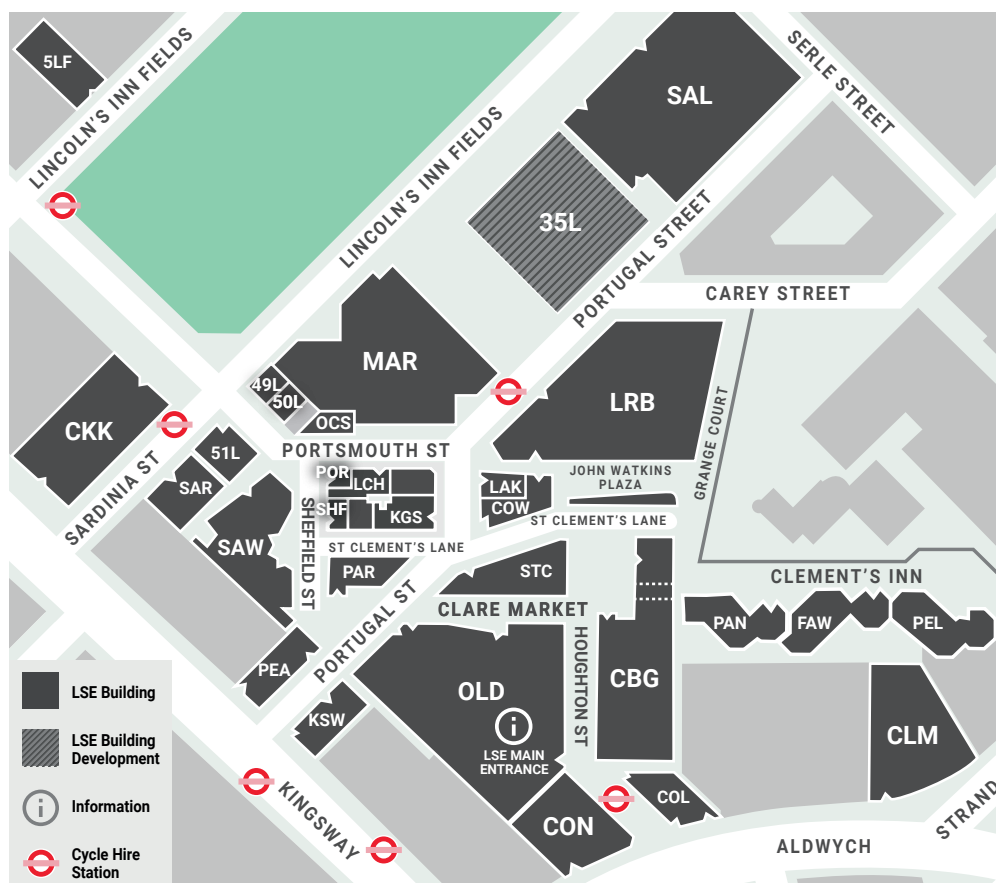 5LF
LINCOLN'S INN FIELDS
LINCOLN'S INN FIELDS
SAL
SERLE STREET
35L
PORTUGAL STREET
CAREY STREET
MAR
49L
50L
OCS
CKK
LRB
GRANGE COURT
PORTSMOUTH ST
51L
SAR
SARDINIA ST
POR
LCH
SHF
KGS
SHEFFIELD ST
LAK
COW
JOHN WATKINS
PLAZA
ST CLEMENT'S LANE
SAW
ST CLEMENT'S LANE
PAR
STC
CLEMENT'S INN
CLARE MARKET
PORTUGAL ST
PAN
FAW
PEL
HOUGHTON ST
PEA
CBG
OLD
KSW
LSE MAIN
ENTRANCE
CLM
COL
CON
KINGSWAY
ALDWYCH
STRAND
LSE Building
LSE Building
Development
Information
Cycle Hire
Station